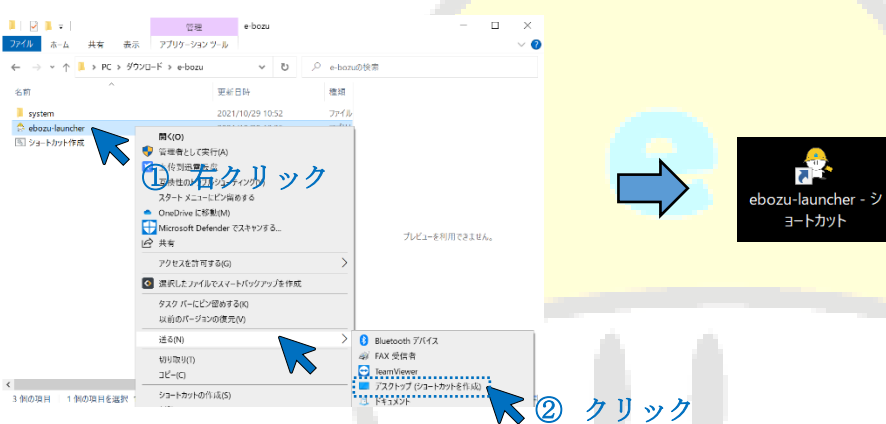 管理
e-bozu
ファイル
ホーム
共有
表示
アプリケーション ツール
PC
ダウンロード
e-bozu
e-bozuの検索
名前
更新日時
種類
system
2021/10/29 10:52
ファイル
ebozu-launcher
ショートカット作成
開く(O)
管理者として実行(A)
① 右クリック
スタート メニューにピン留めする
OneDrive に移動(M)
Microsoft Defender でスキャンする...
共有
プレビューを利用できません。
アクセスを許可する(G)
選択したファイルでスマートバックアップを作成
タスク バーにピン留めする(K)
以前のバージョンの復元(V)
送る(N)
切り取り(T)
コピー(C)
ショートカットの作成(S)
Bluetooth デバイス
FAX 受信者
TeamViewer
デスクトップ (ショートカットを作成)
ドキュメント
② クリック
3 個の項目
1 個の項目を選択
e
ebozu-launcher - シ
ョートカット